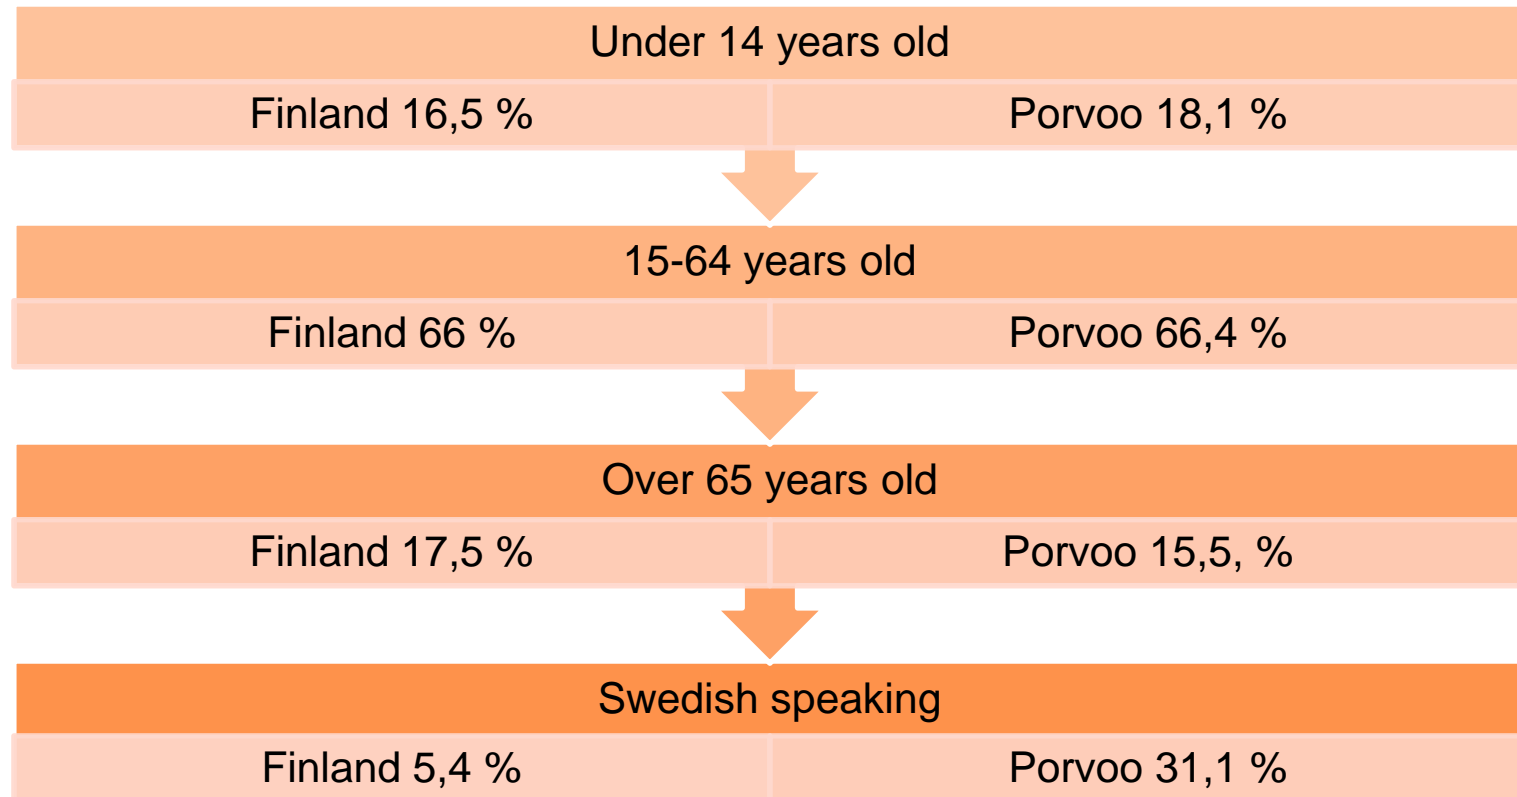 Under 14 years old
Finland 16,5 %
Porvoo 18,1 %
15-64 years old
Finland 66 %
Porvoo 66,4 %
Over 65 years old
Finland 17,5 %
Porvoo 15,5, %
Swedish speaking
Finland 5,4 %
Porvoo 31,1 %